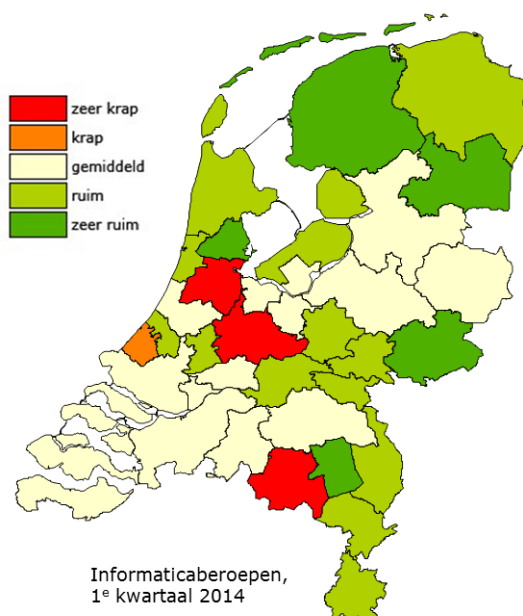 zeer krap
krap
gemiddeld
ruim
zeer ruim
Informaticaberoepen,
1ᵉ kwartaal 2014